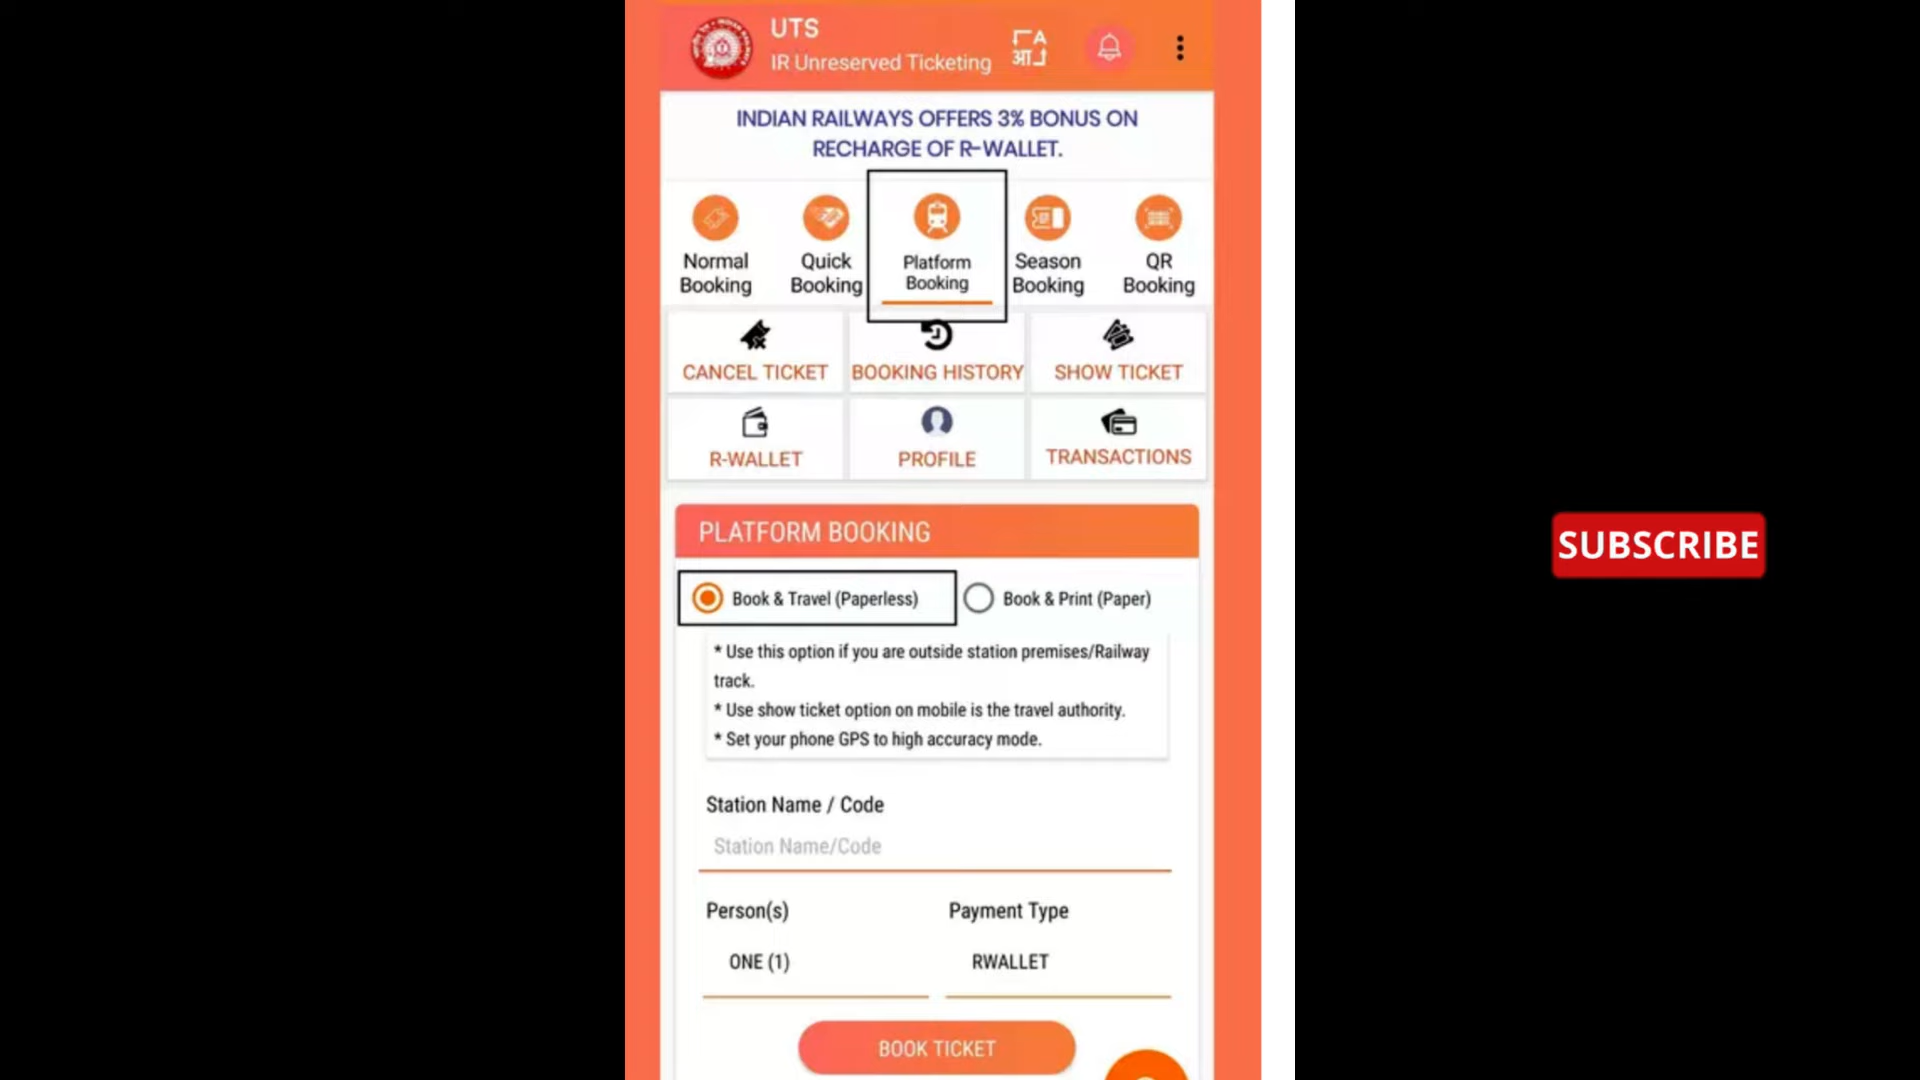 UTS
IR Unreserved Ticketing
A
आ
INDIAN RAILWAYS OFFERS 3% BONUS ON
RECHARGE OF R-WALLET.
Normal
Booking
Quick
Booking
Platform
Booking
Season
Booking
QR
Booking
CANCEL TICKET
BOOKING HISTORY
SHOW TICKET
R-WALLET
PROFILE
TRANSACTIONS
PLATFORM BOOKING
Book & Travel (Paperless)
Book & Print (Paper)
* Use this option if you are outside station premises/Railway
track.
* Use show ticket option on mobile is the travel authority.
* Set your phone GPS to high accuracy mode.
Station Name / Code
Station Name/Code
Person(s)
Payment Type
ONE (1)
RWALLET
BOOK TICKET
SUBSCRIBE